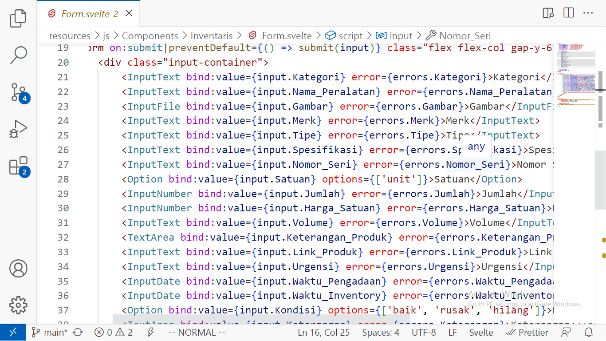 Form.svelte 2
resources > js > Components > Inventaris > Form.svelte > script > input > Nomor_Seri
19 orm on:submit|preventDefault={() => submit(input)} class="flex flex-col gap-y-6
20 <div class="input-container">
21 <InputText bind:value={input.Kategori} error={errors.Kategori}>Kategori</
22 <InputText bind:value={input.Nama_Peralatan} error={errors.Nama_Peralatan
23 <InputFile bind:value={input.Gambar} error={errors.Gambar}>Gambar</InputFi
24 <InputText bind:value={input.Merk} error={errors.Merk}>Merk</InputText>
25 <InputText bind:value={input.Tipe} error={errors.Tipe}>Tip InputText>
any
26 <InputText bind:value={input.Spesifikasi} error={errors.Sp kasi}>Spesi
27 <InputText bind:value={input.Nomor_Seri} error={errors.Nomor_Seri}>Nomor S
28 <Option bind:value={input.Satuan} options={['unit']}>Satuan</Option>
29 <InputNumber bind:value={input.Jumlah} error={errors.Jumlah}>Jumlah</Input
30 <InputNumber bind:value={input.Harga_Satuan} error={errors.Harga_Satuan}>
31 <InputText bind:value={input.Volume} error={errors.Volume}>Volume</InputTe
32 <TextArea bind:value={input.Keterangan_Produk} error={errors.Keterangan_Pr
33 <InputText bind:value={input.Link_Produk} error={errors.Link_Produk}>Link
34 <InputText bind:value={input.Urgensi} error={errors.Urgensi}>Urgensi</Inpu
35 <InputDate bind:value={input.Waktu_Pengadaan} error={errors.Waktu_Pengadaa
36 <InputDate bind:value={input.Waktu_Inventory} error={errors.Waktu_Inventor
37 <Option bind:value={input.Kondisi} options={['baik', 'rusak', 'hilang']}>
4
2
main* 0 2 -- NORMAL -- Ln 16, Col 25 Spaces: 4 UTF-8 LF Svelte Prettier